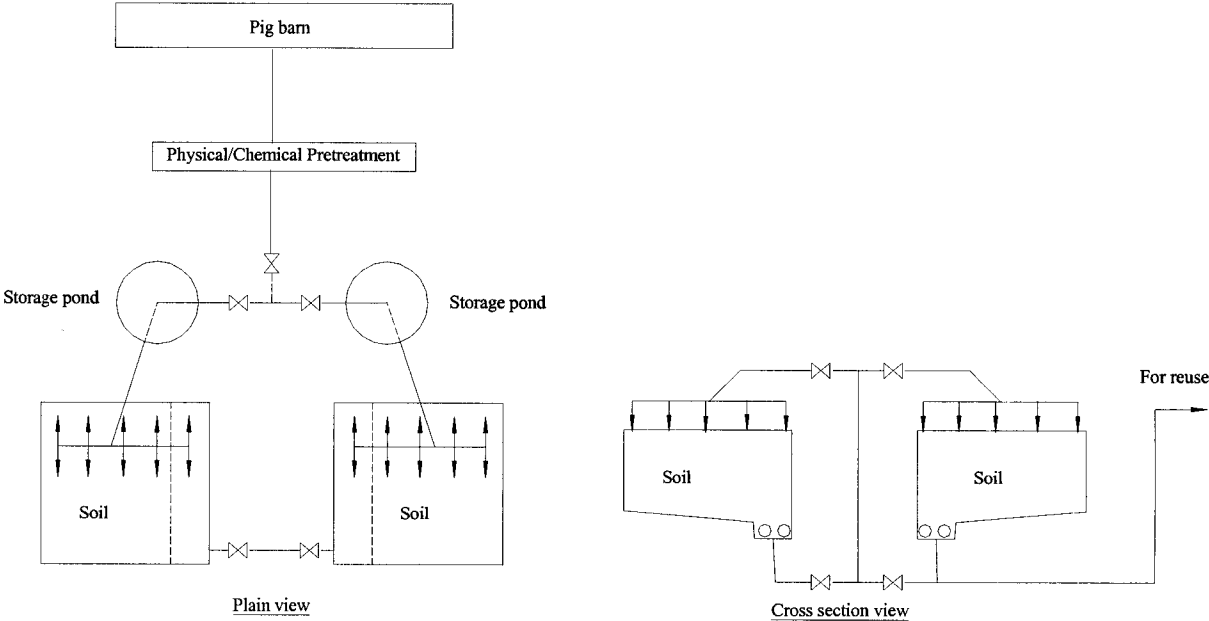 Pig barn
Physical/Chemical Pretreatment
Storage pond
Storage pond
Soil
Soil
Plain view
For reuse
Soil
Soil
Cross section view